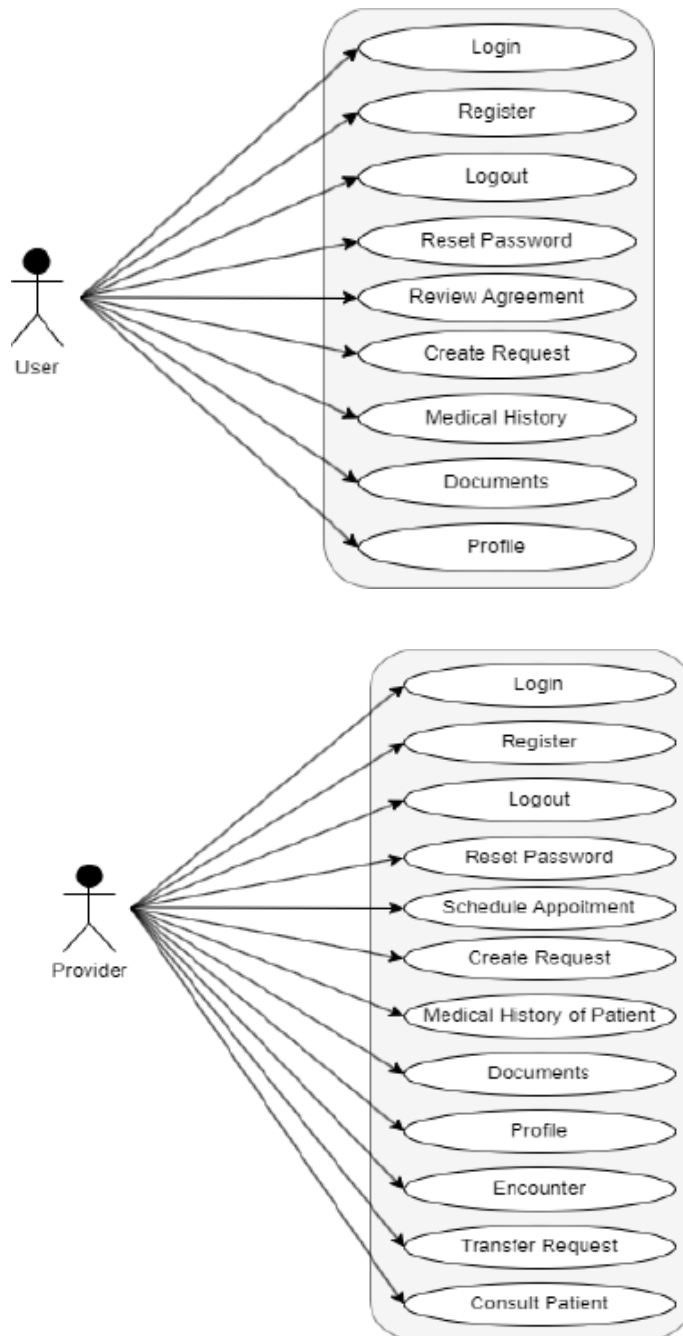 Login
Register
Logout
Reset Password
Review Agreement
Create Request
Medical History
Documents
Profile
User
Login
Register
Logout
Reset Password
Schedule Appoitment
Create Request
Medical History of Patient
Documents
Profile
Encounter
Transfer Request
Consult Patient
Provider